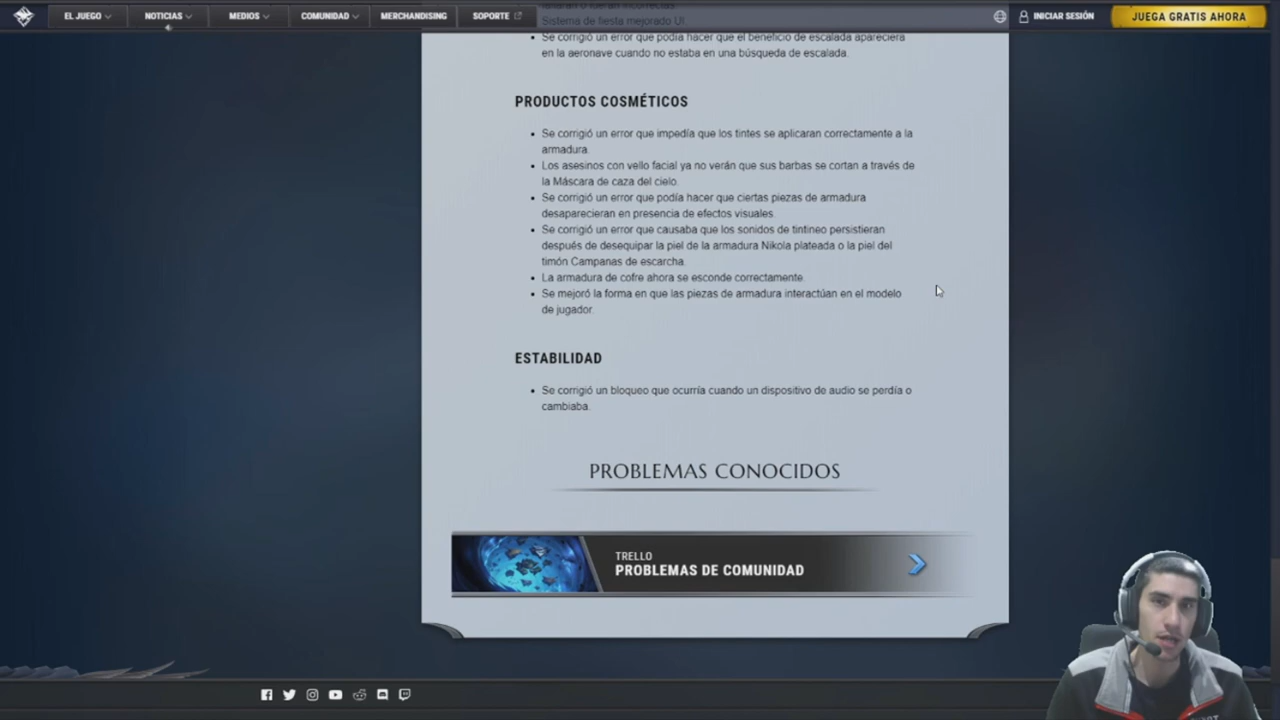 EL JUEGO
NOTICIAS
MEDIOS
COMUNIDAD
MERCHANDISING
SOPORTE
INICIAR SESIÓN
JUEGA GRATIS AHORA
Sistema de fiesta mejorado UI.
Se corrigió un error que podía hacer que el beneficio de escalada apareciera
en la aeronave cuando no estaba en una búsqueda de escalada.
PRODUCTOS COSMÉTICOS
Se corrigió un error que impedía que los tintes se aplicaran correctamente a la
armadura.
Los asesinos con vello facial ya no verán que sus barbas se cortan a través de
la Máscara de caza del cielo.
Se corrigió un error que podía hacer que ciertas piezas de armadura
desaparecieran en presencia de efectos visuales.
Se corrigió un error que causaba que los sonidos de tintineo persistieran
después de desequipar la piel de la armadura Nikola plateada o la piel del
timón Campanas de escarcha.
La armadura de cofre ahora se esconde correctamente.
Se mejoró la forma en que las piezas de armadura interactúan en el modelo
de jugador.
ESTABILIDAD
Se corrigió un bloqueo que ocurría cuando un dispositivo de audio se perdía o
cambiaba.
PROBLEMAS CONOCIDOS
TRELLO
PROBLEMAS DE COMUNIDAD